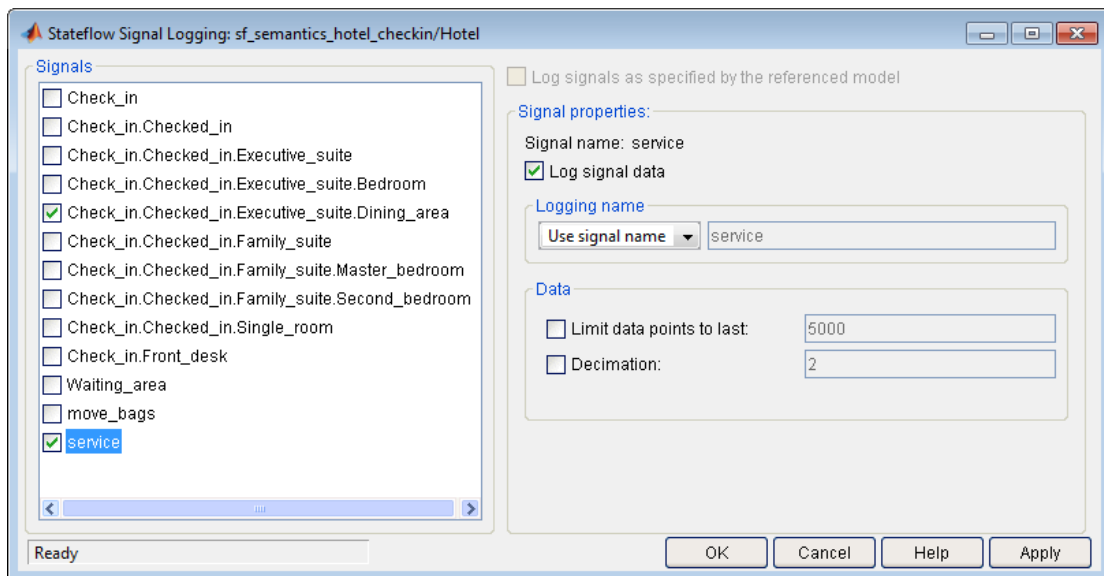 Stateflow Signal Logging: sf_semantics_hotel_checkin/Hotel
Signals
Check_in
Check_in.Checked_in
Check_in.Checked_in.Executive_suite
Check_in.Checked_in.Executive_suite.Bedroom
Check_in.Checked_in.Executive_suite.Dining_area
Check_in.Checked_in.Family_suite
Check_in.Checked_in.Family_suite.Master_bedroom
Check_in.Checked_in.Family_suite.Second_bedroom
Check_in.Checked_in.Single_room
Check_in.Front_desk
Waiting_area
move_bags
service
Log signals as specified by the referenced model
Signal properties:
Signal name: service
Log signal data
Logging name
Use signal name service
Data
Limit data points to last: 5000
Decimation: 2
Ready
OK Cancel Help Apply